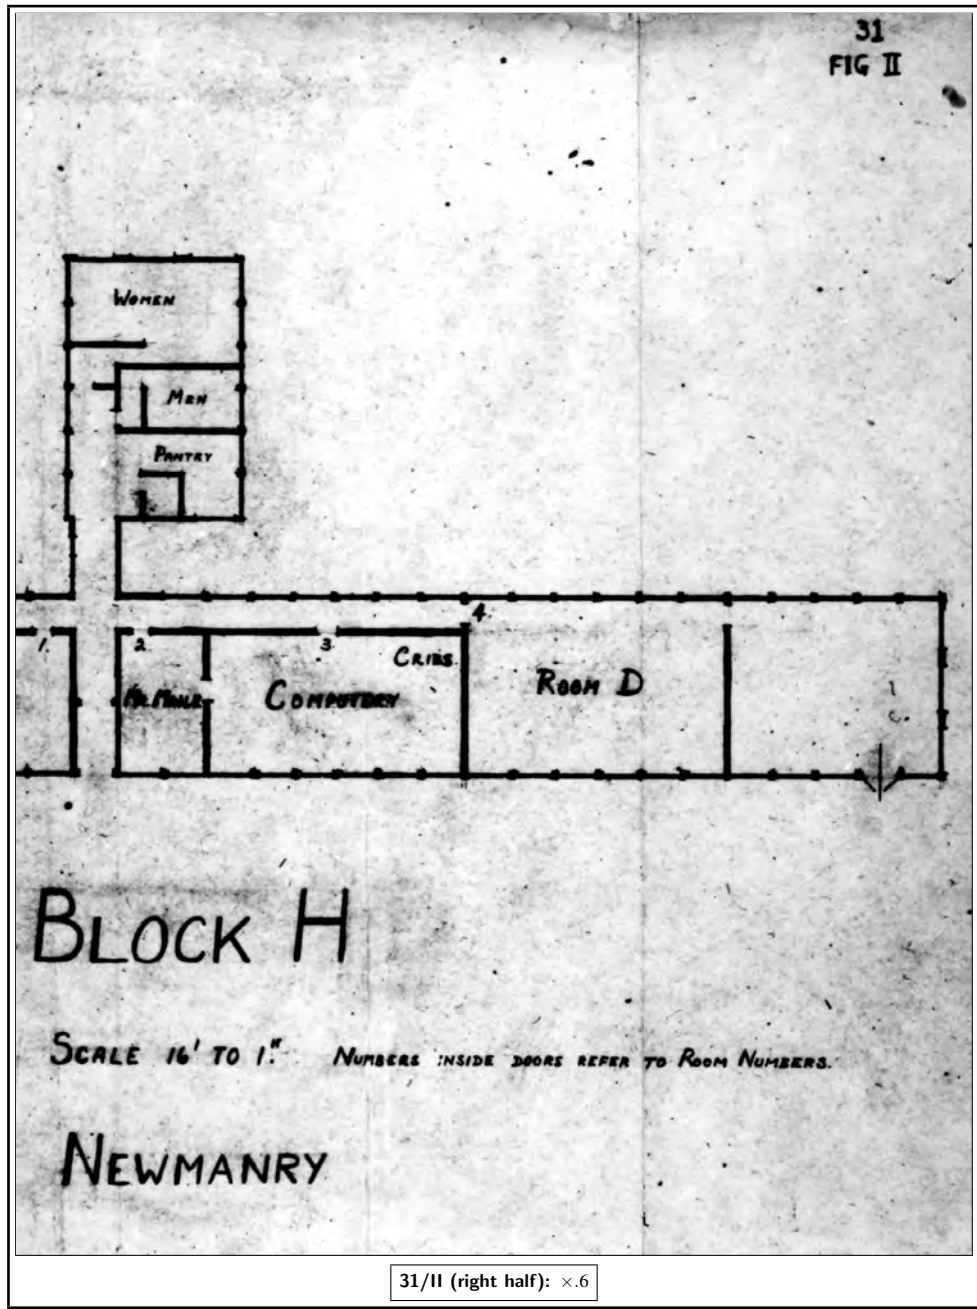 31
FIG II
WOMEN
MEN
PANTRY
4.
1.
2.
3.
CRIBS.
COMPUTERY
ROOM D
BLOCK H
SCALE 16' TO 1".
NUMBERS INSIDE DOORS REFER TO ROOM NUMBERS.
NEWMANRY
31/II (right half): ×.6